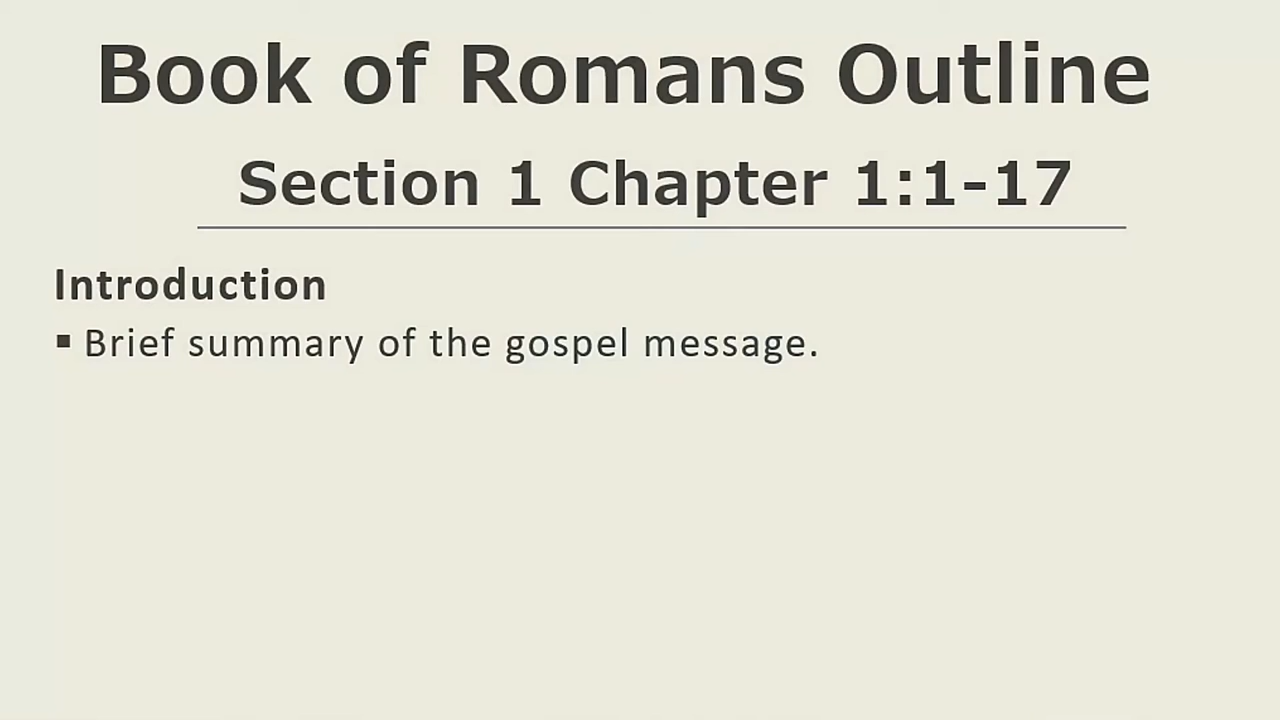 Book of Romans Outline
Section 1 Chapter 1:1-17
Introduction
▪ Brief summary of the gospel message.